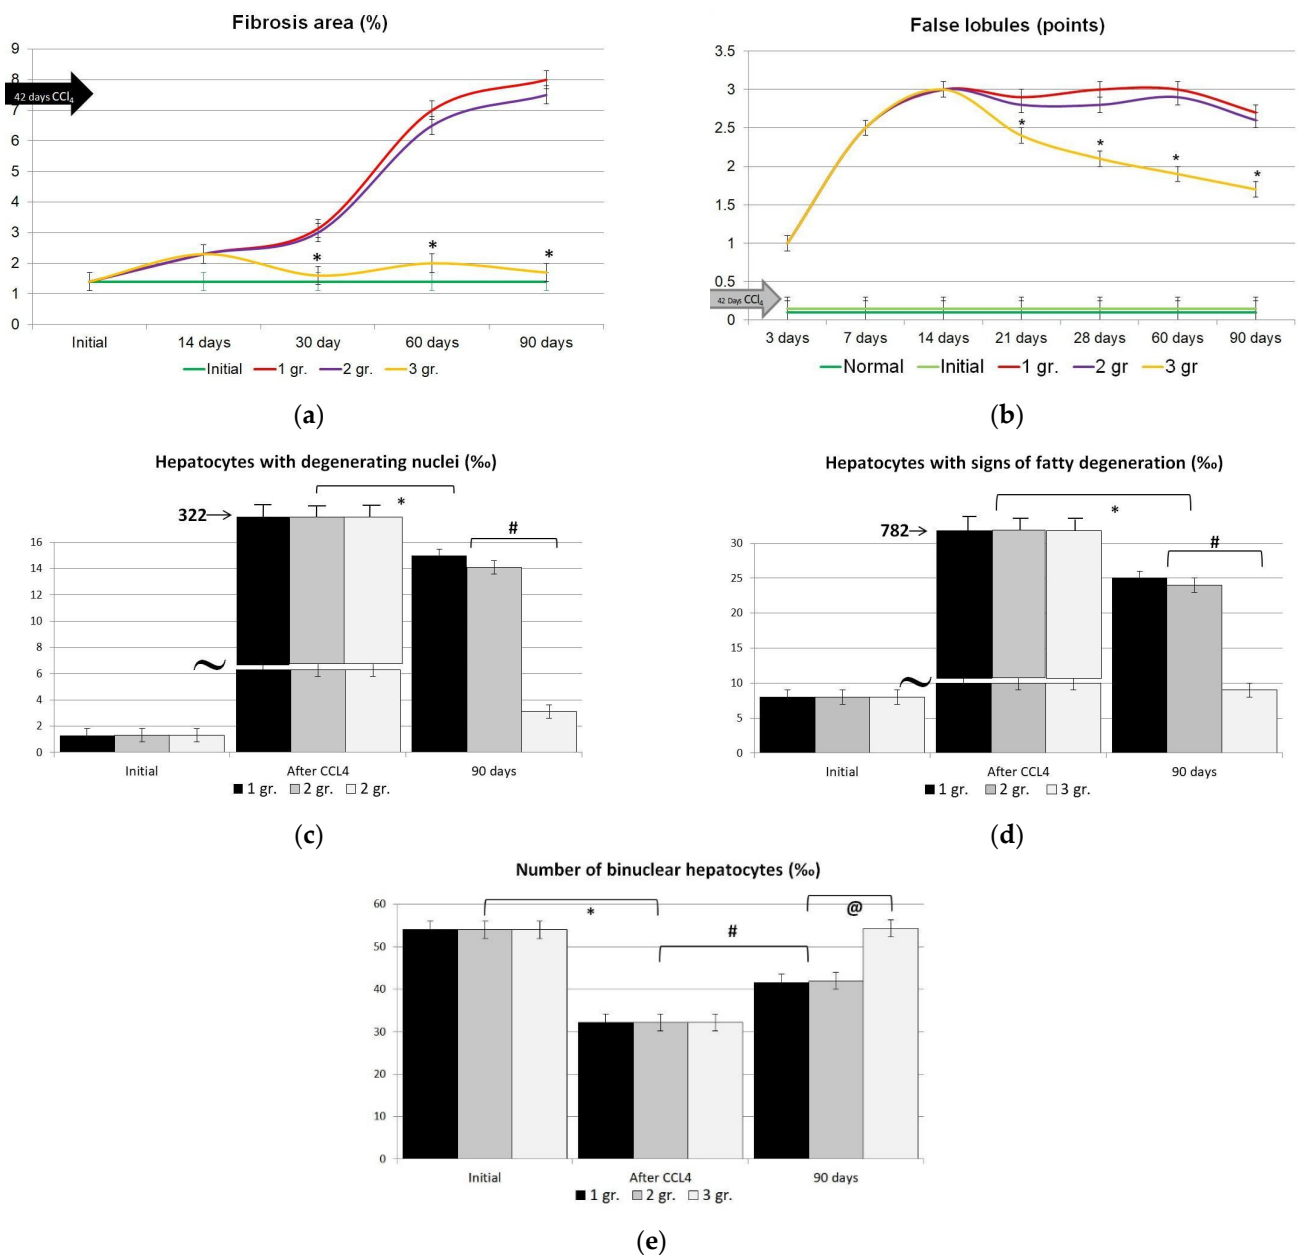 Fibrosis area (%)
9
8
7
6
5
4
3
2
1
0
42 days CCl4
* * *
Initial 14 days 30 day 60 days 90 days
Initial 1 gr. 2 gr. 3 gr.
(a)
False lobules (points)
3.5
3
2.5
2
1.5
1
0.5
0
42 Days CCl4
* * * *
3 days 7 days 14 days 21 days 28 days 60 days 90 days
Normal Initial 1 gr. 2 gr 3 gr
(b)
Hepatocytes with degenerating nuclei (‰)
322→
*
#
16
14
12
10
8
6
4
2
0
~
Initial After CCL4 90 days
1 gr. 2 gr. 2 gr.
(c)
Hepatocytes with signs of fatty degeneration (‰)
782→
*
#
30
25
20
15
10
5
0
~
Initial After CCL4 90 days
1 gr. 2 gr. 3 gr.
(d)
Number of binuclear hepatocytes (‰)
60
50
40
30
20
10
0
*
#
@
Initial After CCL4 90 days
1 gr. 2 gr. 3 gr.
(e)